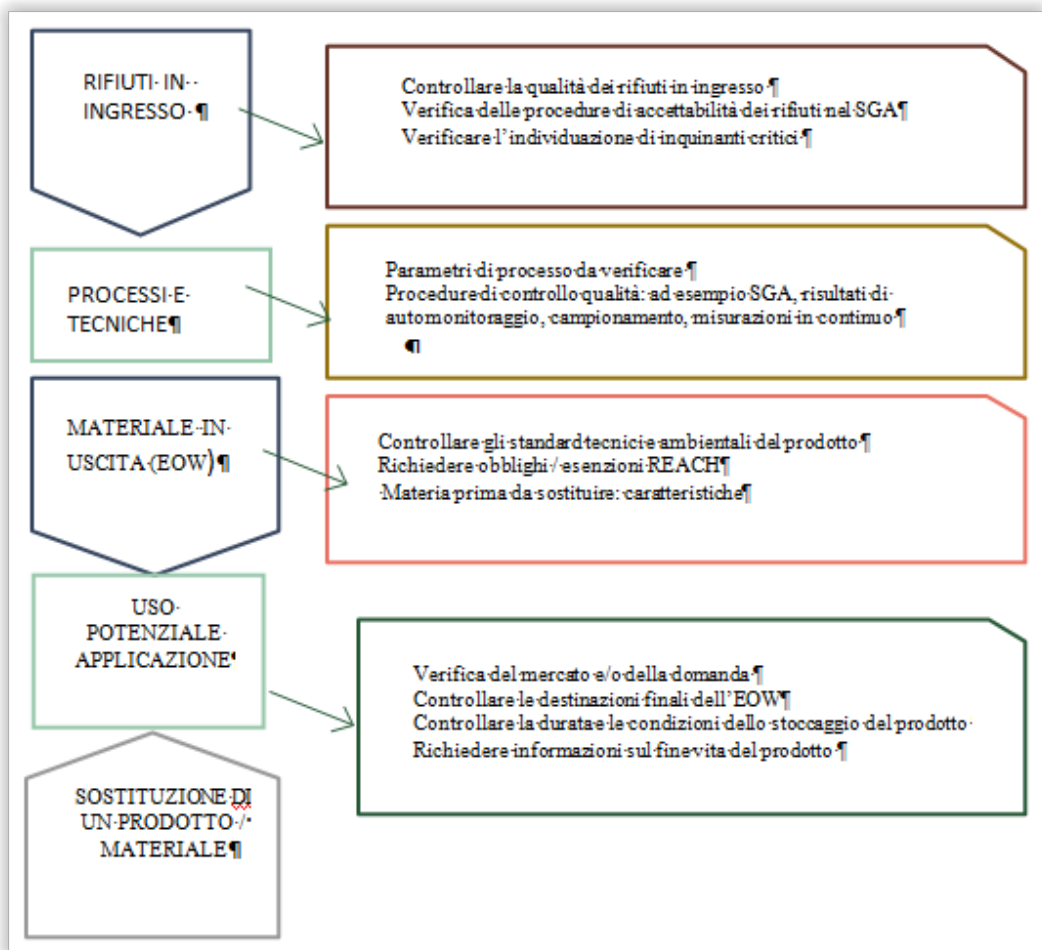 RIFIUTI IN
INGRESSO ¶
Controllare la qualità dei rifiuti in ingresso ¶
Verifica delle procedure di accettabilità dei rifiuti nel SGA¶
Verificare l'individuazione di inquinanti critici¶
PROCESSI E
TECNICHE¶
Parametri di processo da verificare¶
Procedure di controllo qualità: ad esempio SGA, risultati di
automonitoraggio, campionamento, misurazioni in continuo¶
¶
MATERIALE IN
USCITA (EOW)¶
Controllare gli standard tecnici e ambientali del prodotto¶
Richiedere obblighi / esenzioni REACH¶
Materia prima da sostituire: caratteristiche¶
USO
POTENZIALE
APPLICAZIONE¶
Verifica del mercato e/o della domanda¶
Controllare le destinazioni finali dell'EOW¶
Controllare la durata e le condizioni dello stoccaggio del prodotto
Richiedere informazioni sul fine vita del prodotto ¶
SOSTITUZIONE DI
UN PRODOTTO /
MATERIALE¶